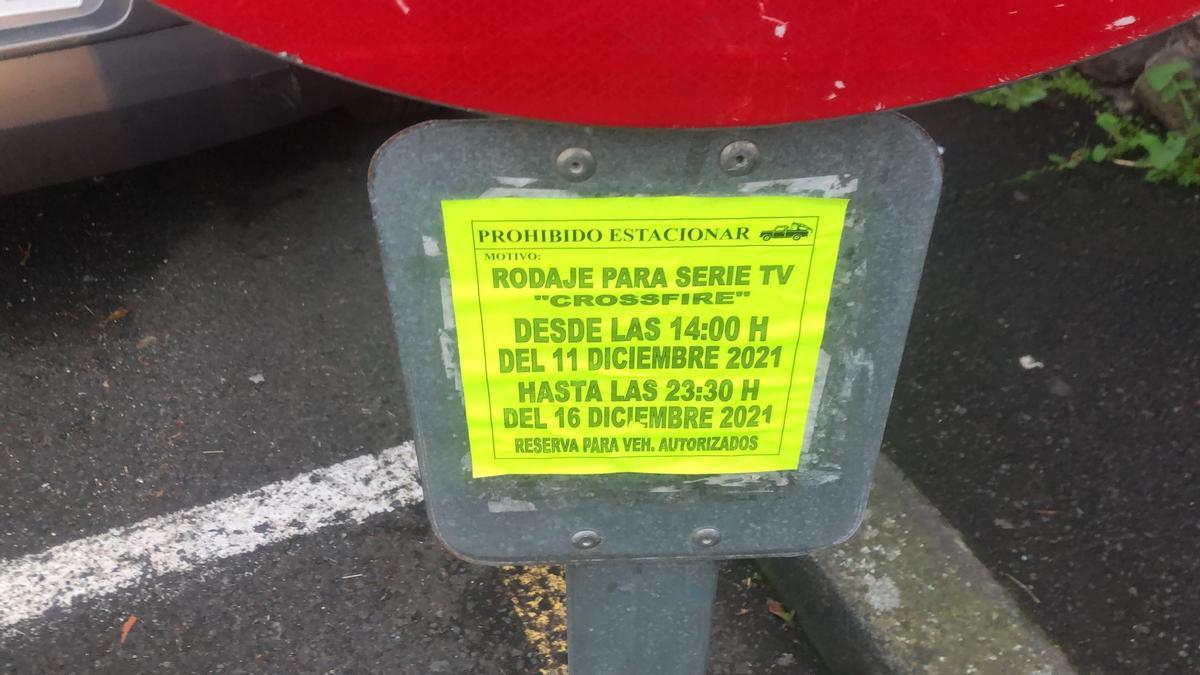 PROHIBIDO ESTACIONAR
MOTIVO:
RODAJE PARA SERIE TV
"CROSSFIRE"
DESDE LAS 14:00 H
DEL 11 DICIEMBRE 2021
HASTA LAS 23:30 H
DEL 16 DICIEMBRE 2021
RESERVA PARA VEH. AUTORIZADOS